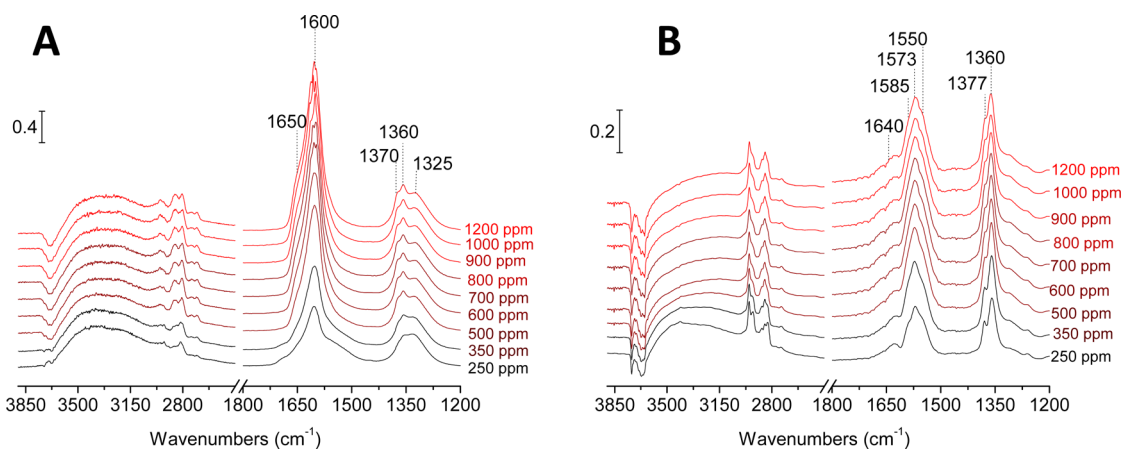 A
1600
0.4
1650
1360
1370
1325
1200 ppm
1000 ppm
900 ppm
800 ppm
700 ppm
600 ppm
500 ppm
350 ppm
250 ppm
3850 3500 3150 2800 1800 1650 1500 1350 1200
Wavenumbers (cm⁻¹)
B
1550
1573
1360
1585
1377
0.2
1640
1200 ppm
1000 ppm
900 ppm
800 ppm
700 ppm
600 ppm
500 ppm
350 ppm
250 ppm
3850 3500 3150 2800 1800 1650 1500 1350 1200
Wavenumbers (cm⁻¹)